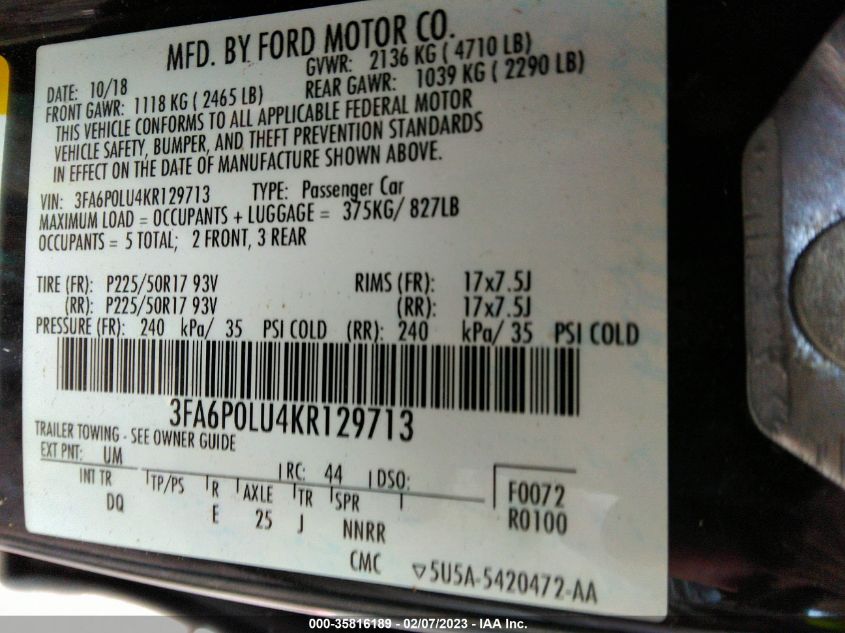 MFD. BY FORD MOTOR CO.
DATE: 10/18 GVWR: 2136 KG ( 4710 LB)
FRONT GAWR: 1118 KG ( 2465 LB) REAR GAWR: 1039 KG ( 2290 LB)
THIS VEHICLE CONFORMS TO ALL APPLICABLE FEDERAL MOTOR
VEHICLE SAFETY, BUMPER, AND THEFT PREVENTION STANDARDS
IN EFFECT ON THE DATE OF MANUFACTURE SHOWN ABOVE.
VIN: 3FA6P0LU4KR129713 TYPE: Passenger Car
MAXIMUM LOAD = OCCUPANTS + LUGGAGE = 375KG/ 827LB
OCCUPANTS = 5 TOTAL; 2 FRONT, 3 REAR
TIRE (FR): P225/50R17 93V RIMS (FR): 17x7.5J
(RR): P225/50R17 93V (RR): 17x7.5J
PRESSURE (FR): 240 kPa/ 35 PSI COLD (RR): 240 kPa/ 35 PSI COLD
3FA6P0LU4KR129713
TRAILER TOWING - SEE OWNER GUIDE
EXT PNT: UM RC: 44 DSO:
INT TR TP/PS R AXLE TR SPR F0072
DQ E 25 J NNRR R0100
CMC 5U5A-5420472-AA
000-35816189 - 02/07/2023 - IAA Inc.